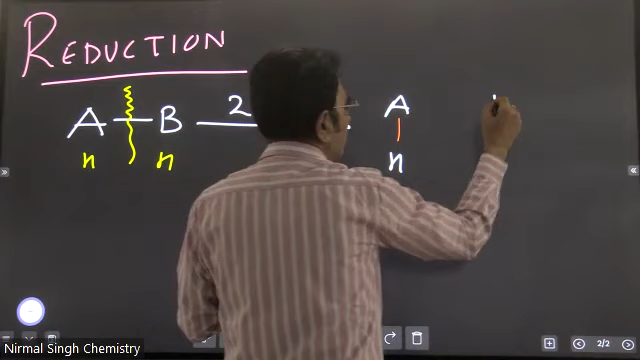 REDUCTION
A — B — 2 A
n n n
2/2
Nirmal Singh Chemistry